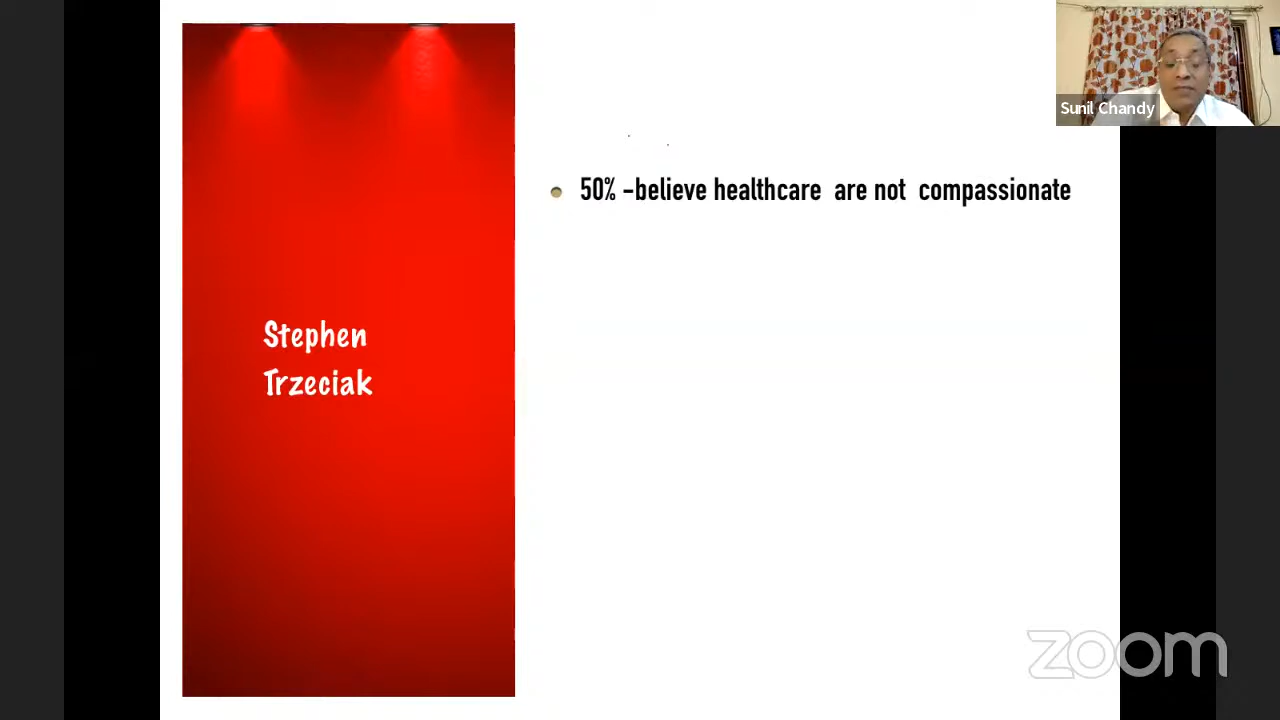 Sunil Chandy
50% -believe healthcare are not compassionate
Stephen
Trzeciak
zoom